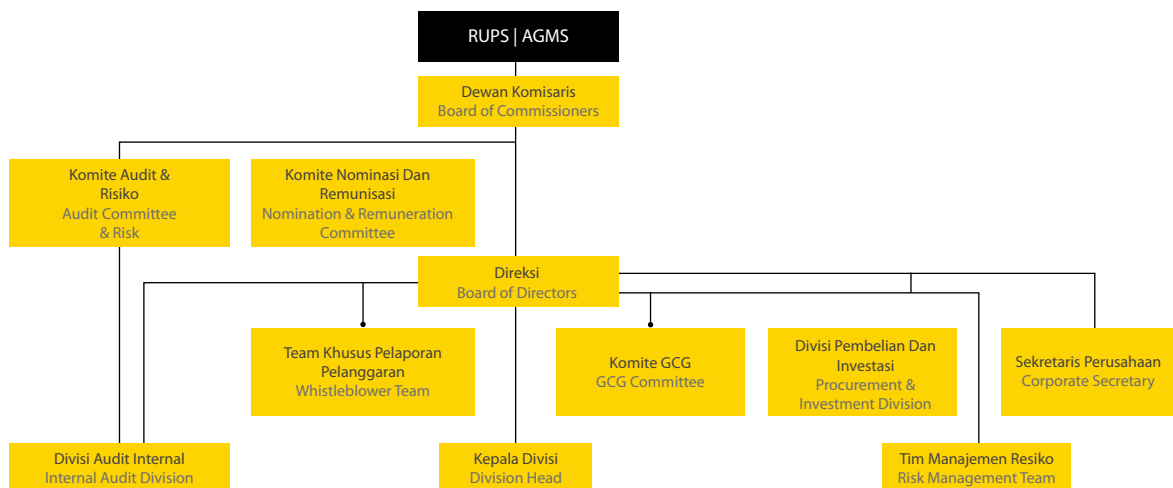 RUPS | AGMS
Dewan Komisaris
Board of Commissioners
Komite Audit &
Risiko
Audit Committee
& Risk
Komite Nominasi Dan
Remunisasi
Nomination & Remuneration
Committee
Direksi
Board of Directors
Team Khusus Pelaporan
Pelanggaran
Whistleblower Team
Komite GCG
GCG Committee
Divisi Pembelian Dan
Investasi
Procurement &
Investment Division
Sekretaris Perusahaan
Corporate Secretary
Divisi Audit Internal
Internal Audit Division
Kepala Divisi
Division Head
Tim Manajemen Resiko
Risk Management Team